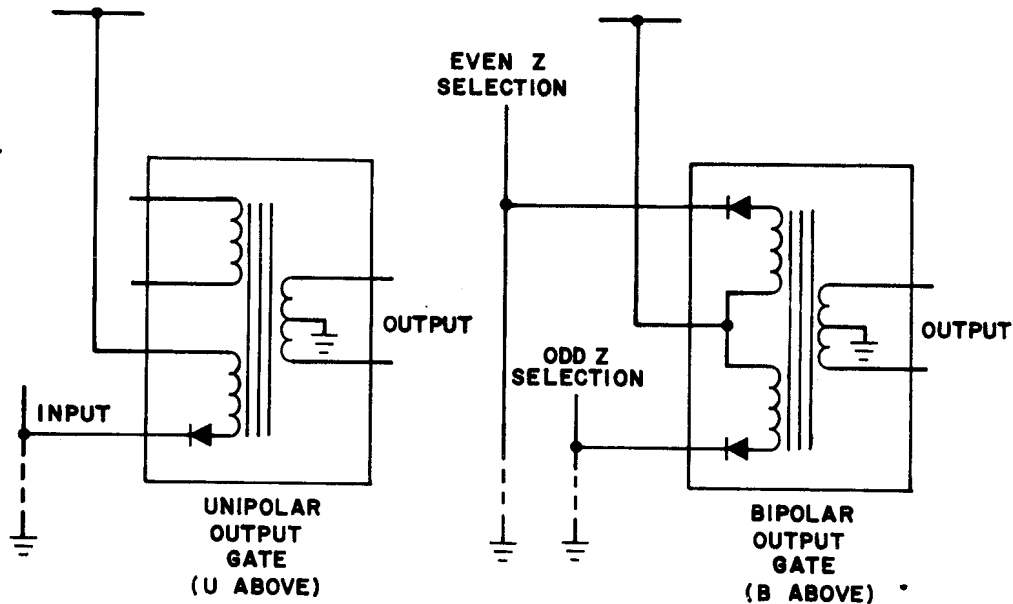 EVEN Z
SELECTION
OUTPUT
OUTPUT
ODD Z
SELECTION
INPUT
UNIPOLAR
OUTPUT
GATE
(U ABOVE)
BIPOLAR
OUTPUT
GATE
(B ABOVE)